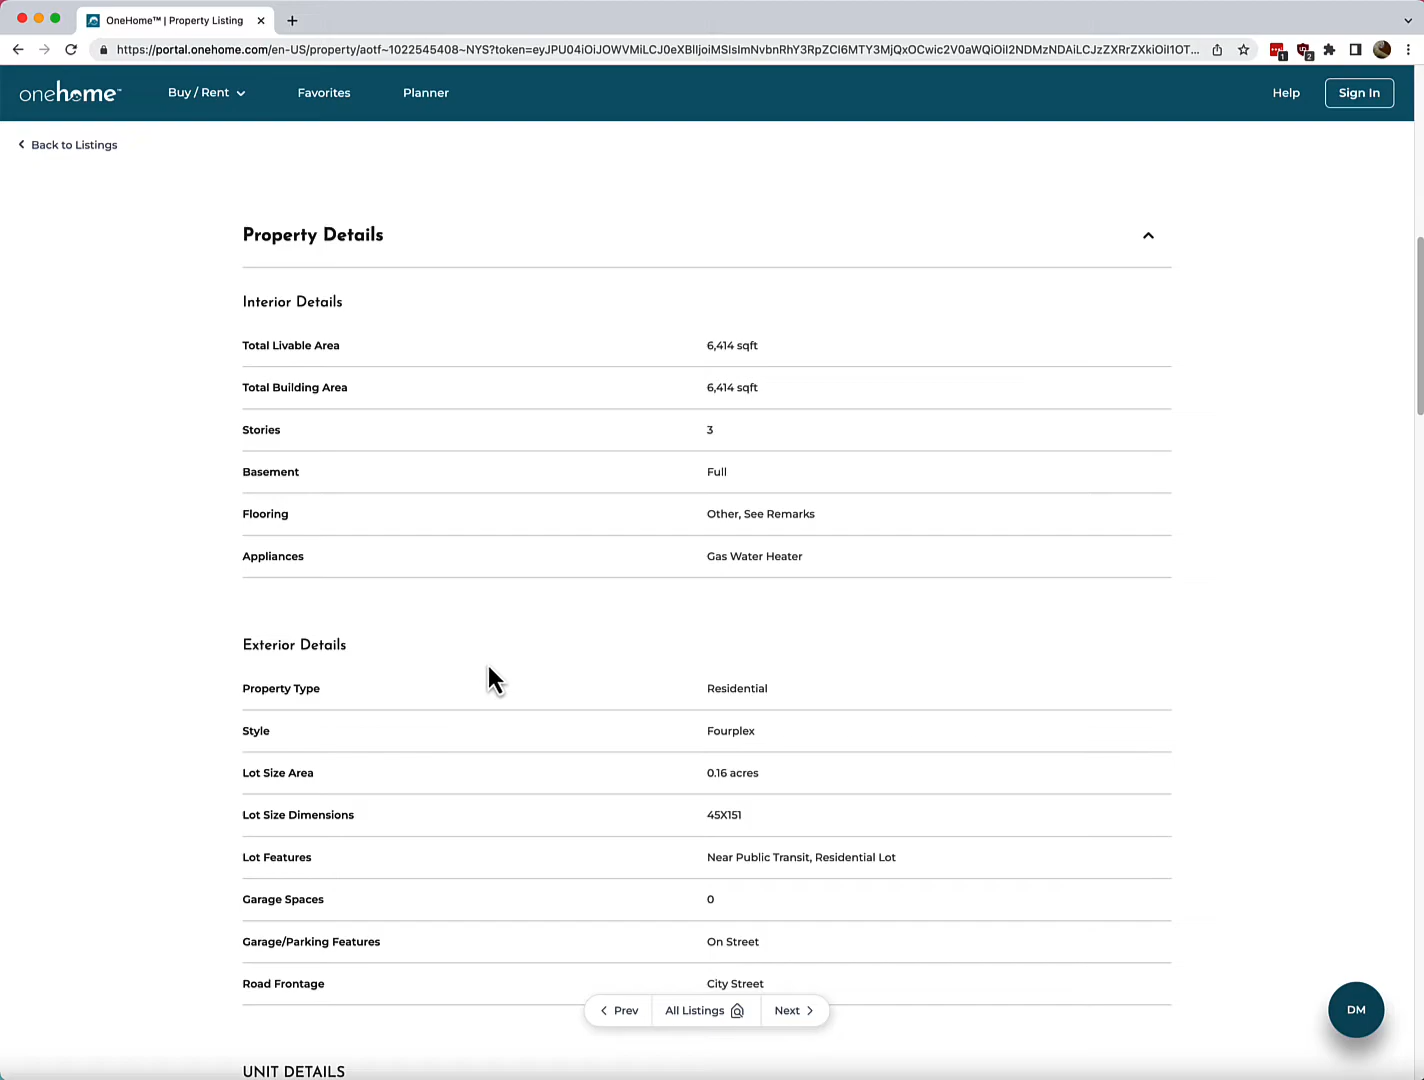 OneHome™ | Property Listing
https://portal.onehome.com/en-US/property/aotf~1022545408~NYS?token=eyJPU04iOiJOWVMiLCJ0eXBlIjoiMSIsImNvbnRhY3RpZCI6MTY3MjQxOCwic2V0aWQiOiI2NDMzNDAiLCJzZXRrZXkiOiI1OT...
1
2
onehome™
Buy / Rent
Favorites
Planner
Help
Sign In
Back to Listings
Property Details
Interior Details
Total Livable Area 6,414 sqft
Total Building Area 6,414 sqft
Stories 3
Basement Full
Flooring Other, See Remarks
Appliances Gas Water Heater
Exterior Details
Property Type Residential
Style Fourplex
Lot Size Area 0.16 acres
Lot Size Dimensions 45X151
Lot Features Near Public Transit, Residential Lot
Garage Spaces 0
Garage/Parking Features On Street
Road Frontage City Street
Prev
All Listings
Next
DM
UNIT DETAILS